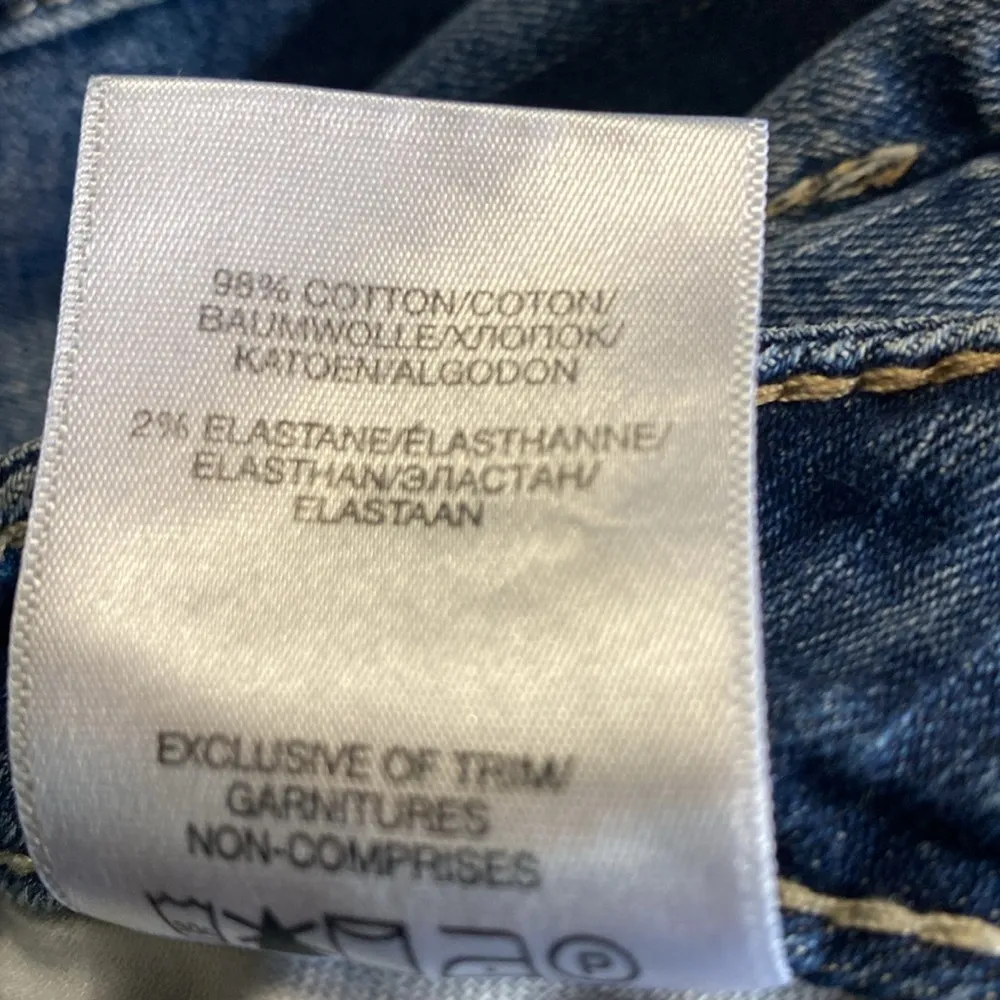 98% COTTON/COTON/
BAUMWOLLE/ХЛОПОК/
KATOEN/ALGODON
2% ELASTANE/ÉLASTHANNE/
ELASTHAN/ЭЛАСТАН/
ELASTAAN
EXCLUSIVE OF TRIM/
GARNITURES
NON-COMPRISES
P